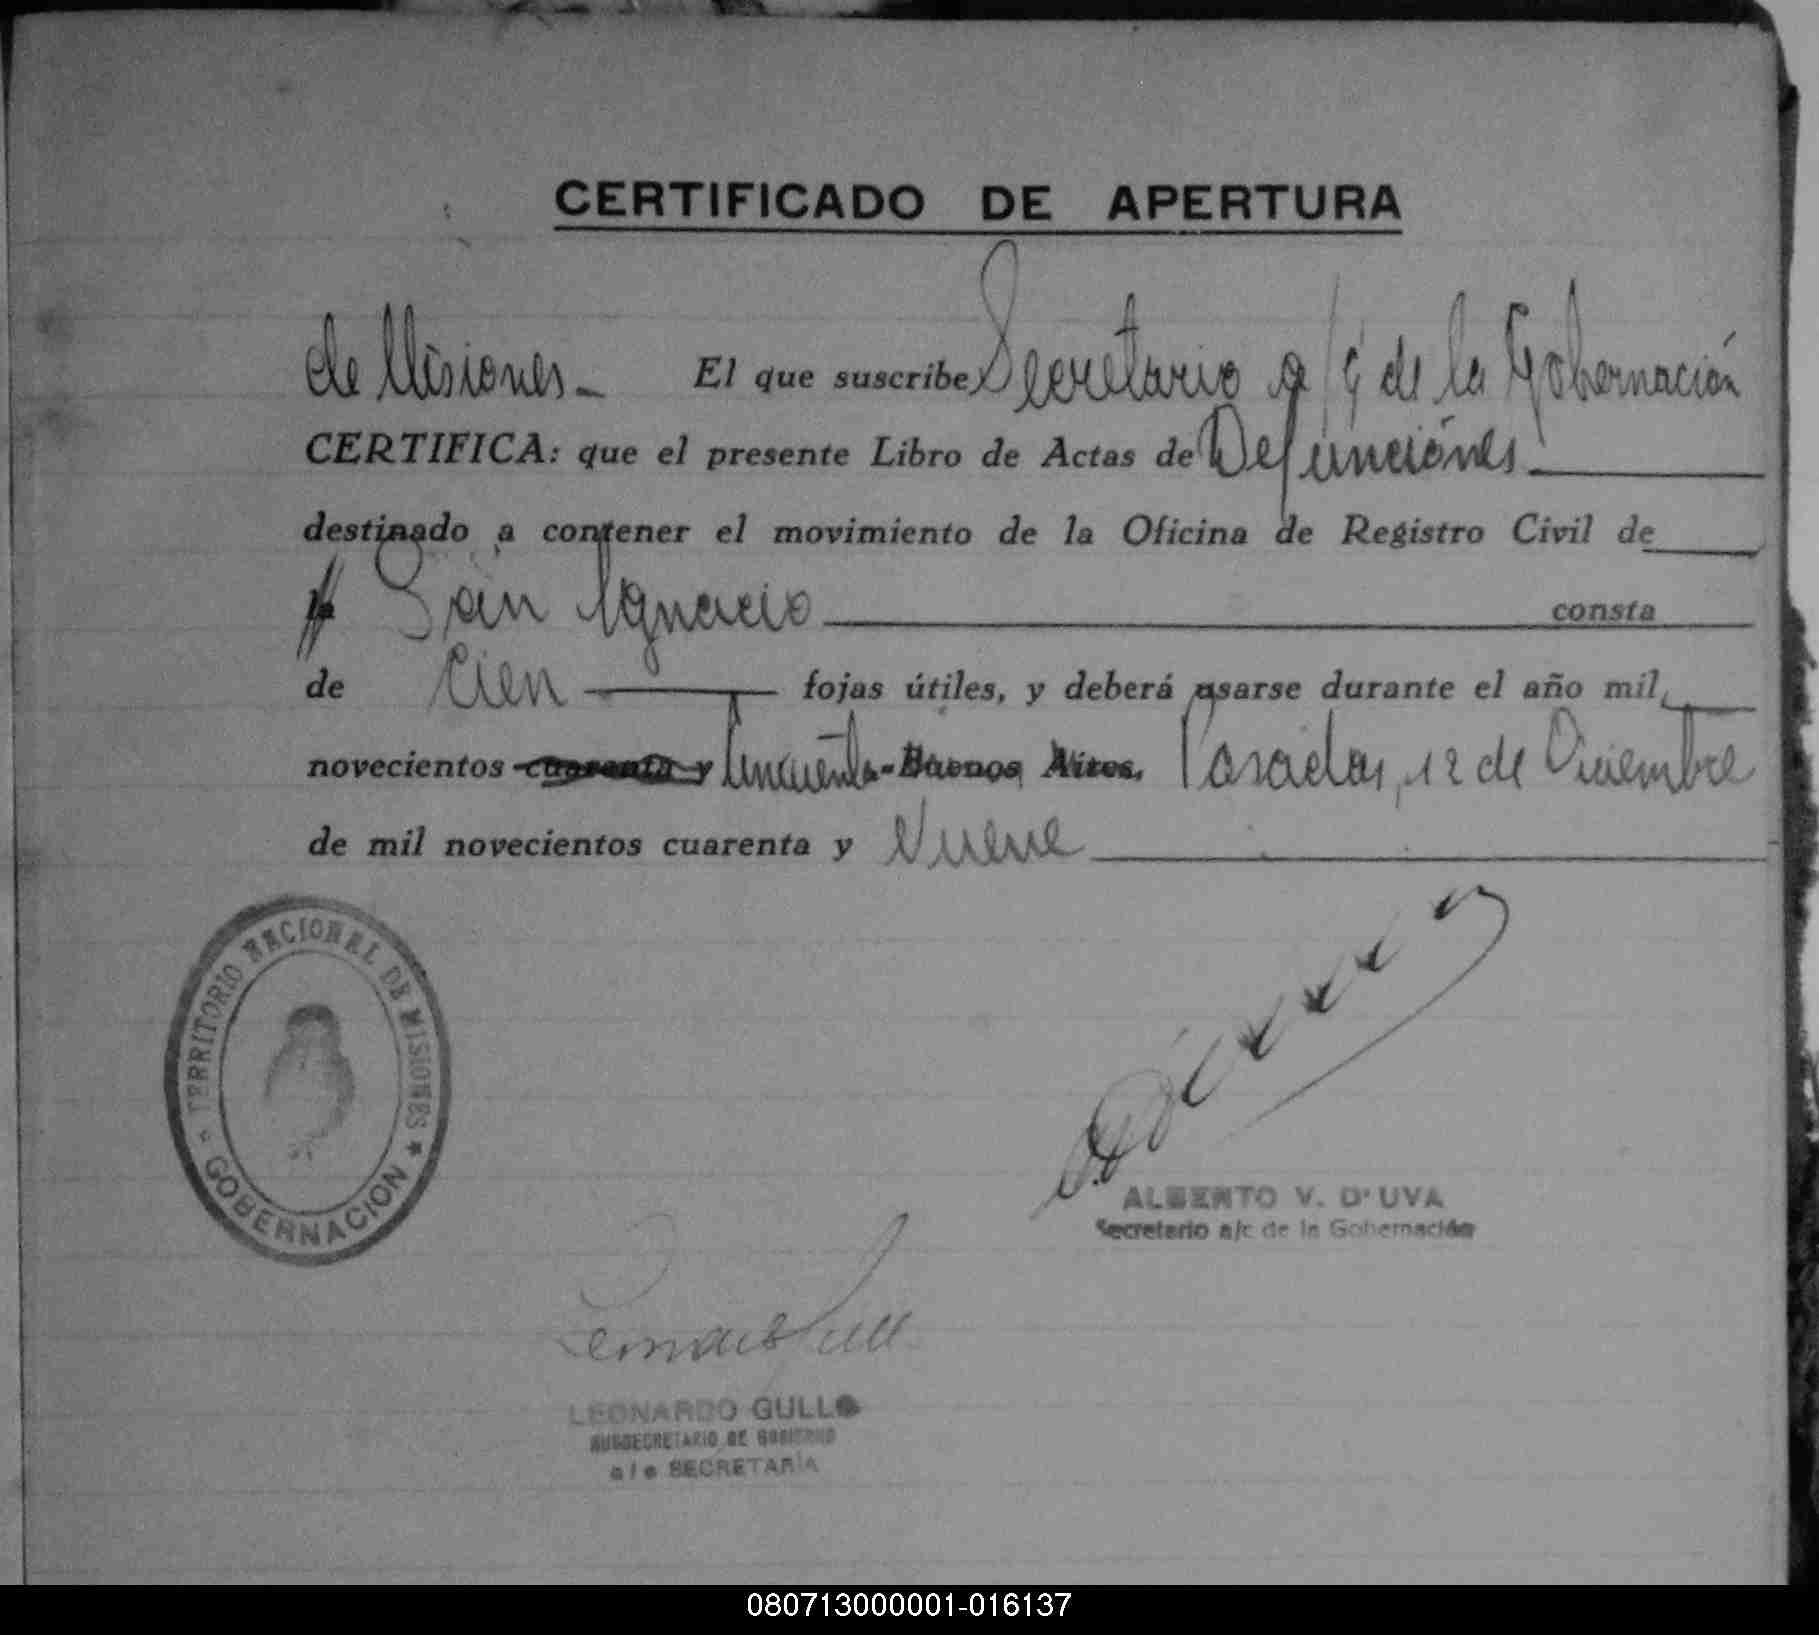 CERTIFICADO DE APERTURA
de Misiones.- El que suscribe Secretario a/c de la Gobernación
CERTIFICA: que el presente Libro de Actas de Defunciones
destinado a contener el movimiento de la Oficina de Registro Civil de
San Ignacio consta
de Cien fojas útiles, y deberá usarse durante el año mil
novecientos cuarenta y Cincuenta - Buenos Aires, Posadas, 12 de Diciembre
de mil novecientos cuarenta y Nueve
TERRITORIO NACIONAL DE MISIONES ★
GOBERNACION
ALBERTO V. D'UVA
Secretario a/c de la Gobernación
Leonardo Gullo
LEONARDO GULLO
SUBSECRETARIO DE GOBIERNO
a/c SECRETARÍA
080713000001-016137